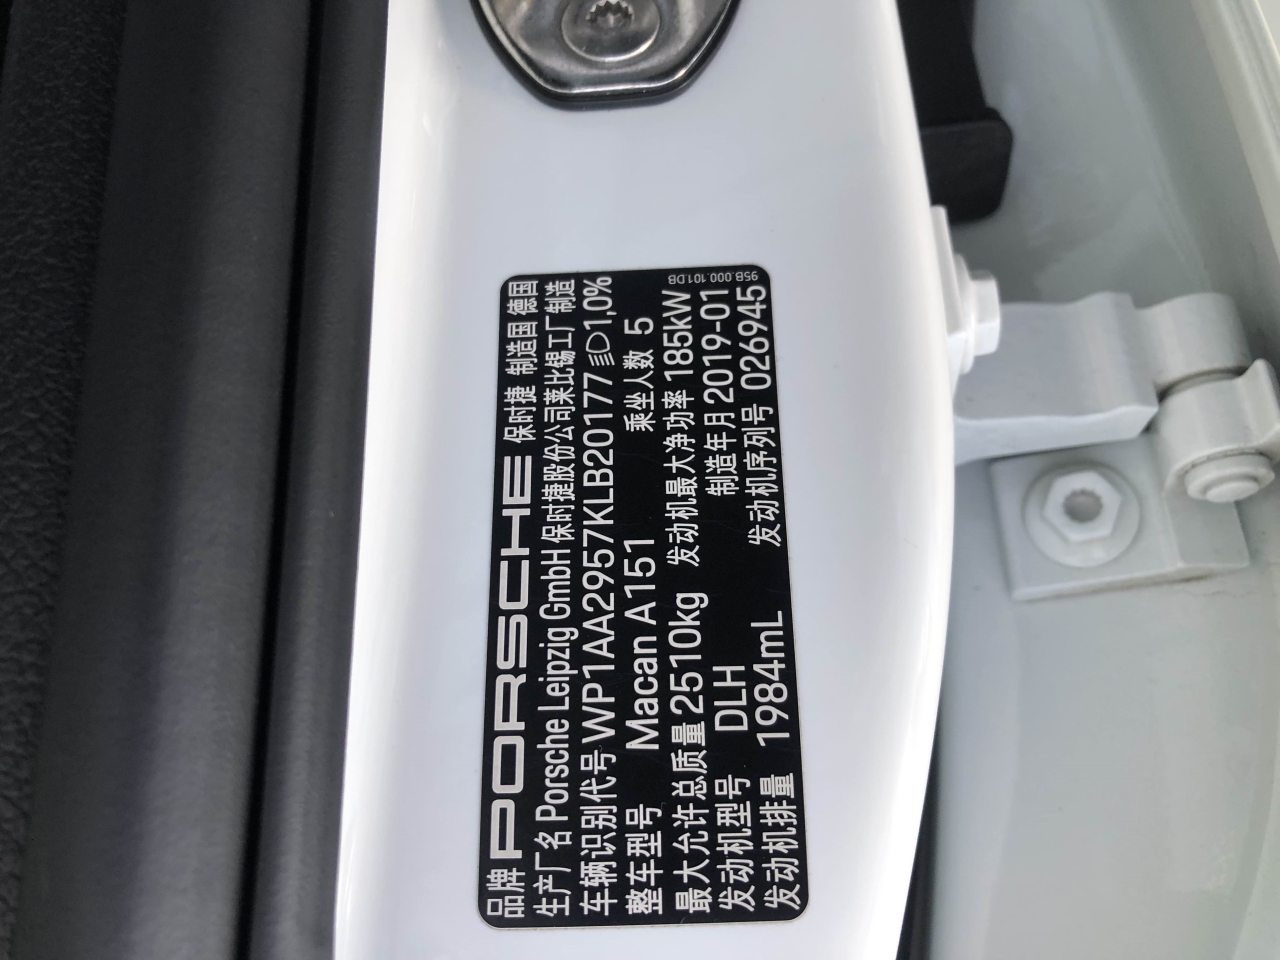 品牌 PORSCHE 保时捷 制造国 德国
生产厂名 Porsche Leipzig GmbH 保时捷股份公司莱比锡工厂制造
车辆识别代号 WP1AA2957KLB20177 1,0%
整车型号 Macan A151 乘坐人数 5
最大允许总质量 2510kg 发动机最大净功率 185kW
发动机型号 DLH 制造年月 2019-01
发动机排量 1984mL 发动机序列号 026945
95B.000.101.DB